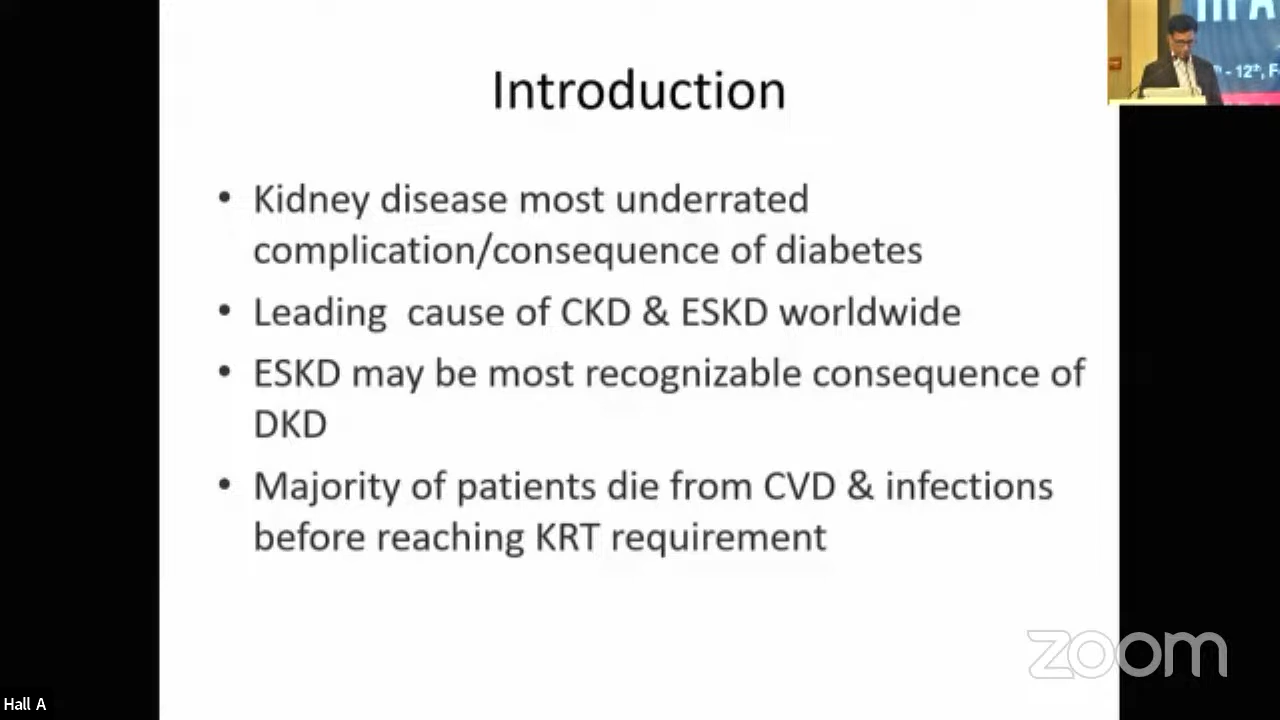 Introduction
• Kidney disease most underrated
complication/consequence of diabetes
• Leading cause of CKD & ESKD worldwide
• ESKD may be most recognizable consequence of
DKD
• Majority of patients die from CVD & infections
before reaching KRT requirement
- 12th, F
zoom
Hall A